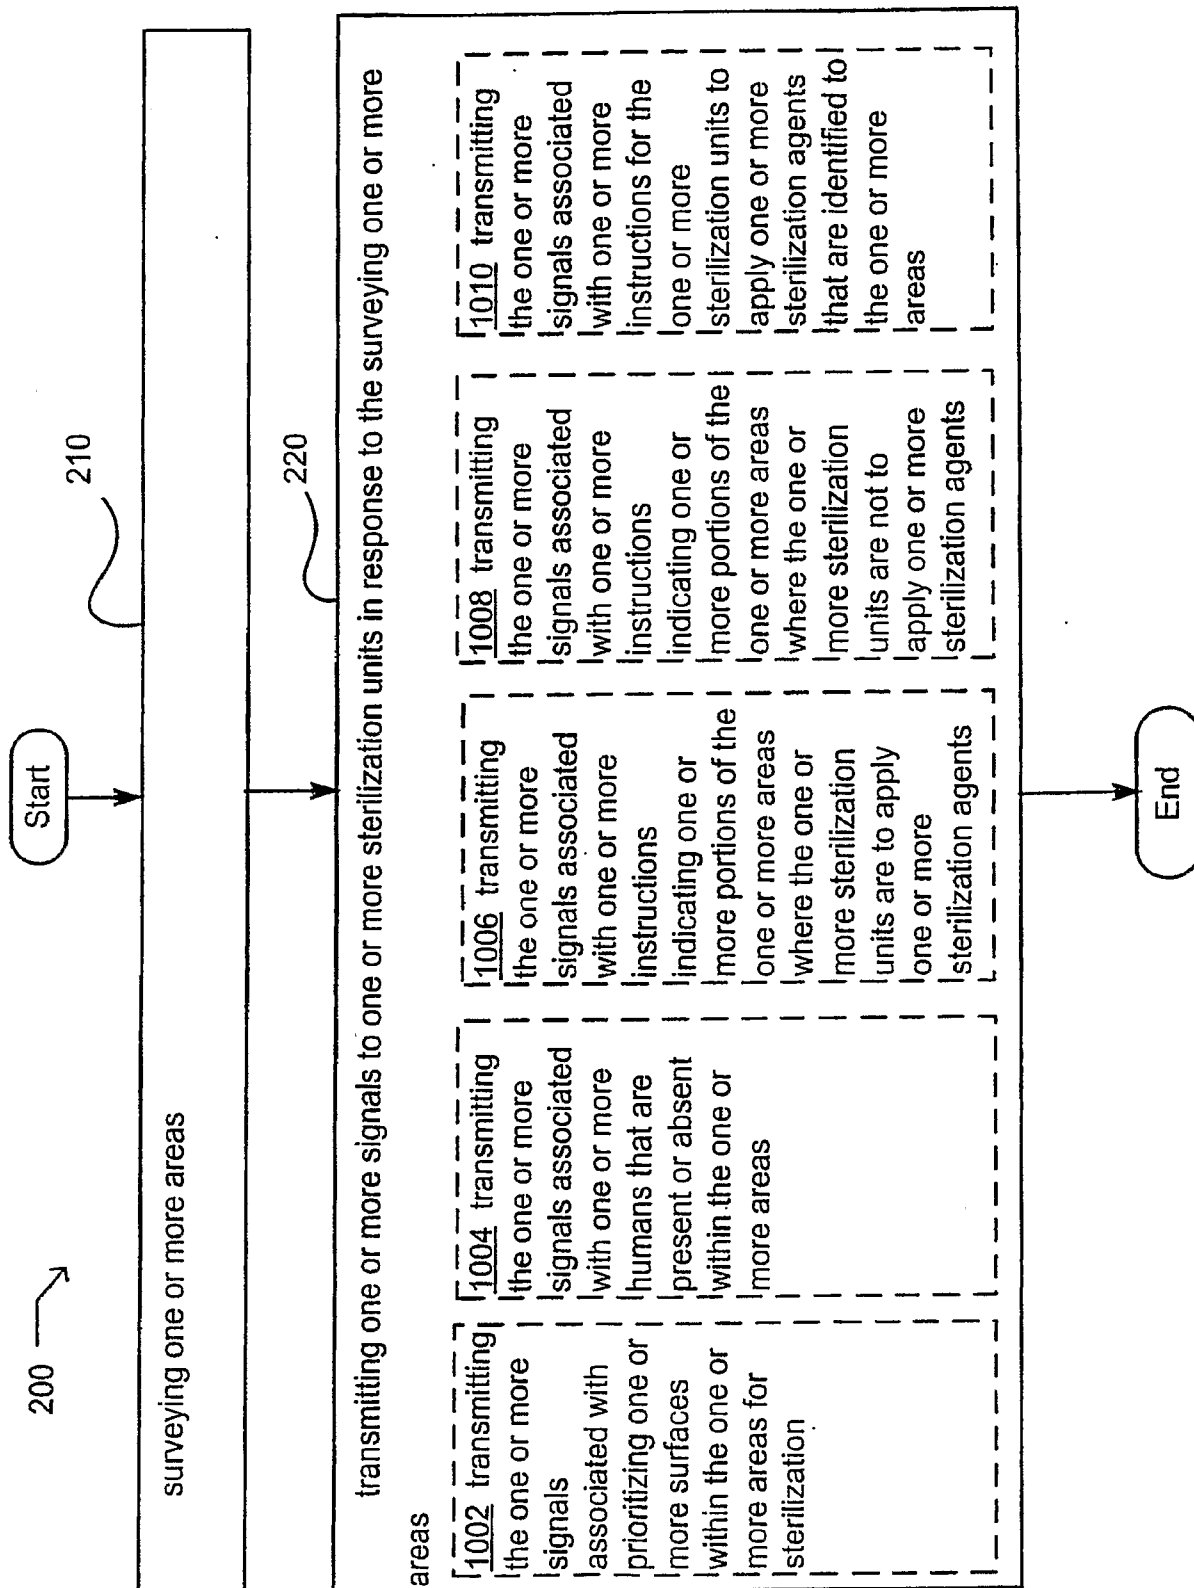 200
Start
210
surveying one or more areas
220
transmitting one or more signals to one or more sterilization units in response to the surveying one or more
areas
1002 transmitting
the one or more
signals
associated with
prioritizing one or
more surfaces
within the one or
more areas for
sterilization
1004 transmitting
the one or more
signals associated
with one or more
humans that are
present or absent
within the one or
more areas
1006 transmitting
the one or more
signals associated
with one or more
instructions
indicating one or
more portions of the
one or more areas
where the one or
more sterilization
units are to apply
one or more
sterilization agents
1008 transmitting
the one or more
signals associated
with one or more
instructions
indicating one or
more portions of the
one or more areas
where the one or
more sterilization
units are not to
apply one or more
sterilization agents
1010 transmitting
the one or more
signals associated
with one or more
instructions for the
one or more
sterilization units to
apply one or more
sterilization agents
that are identified to
the one or more
areas
End